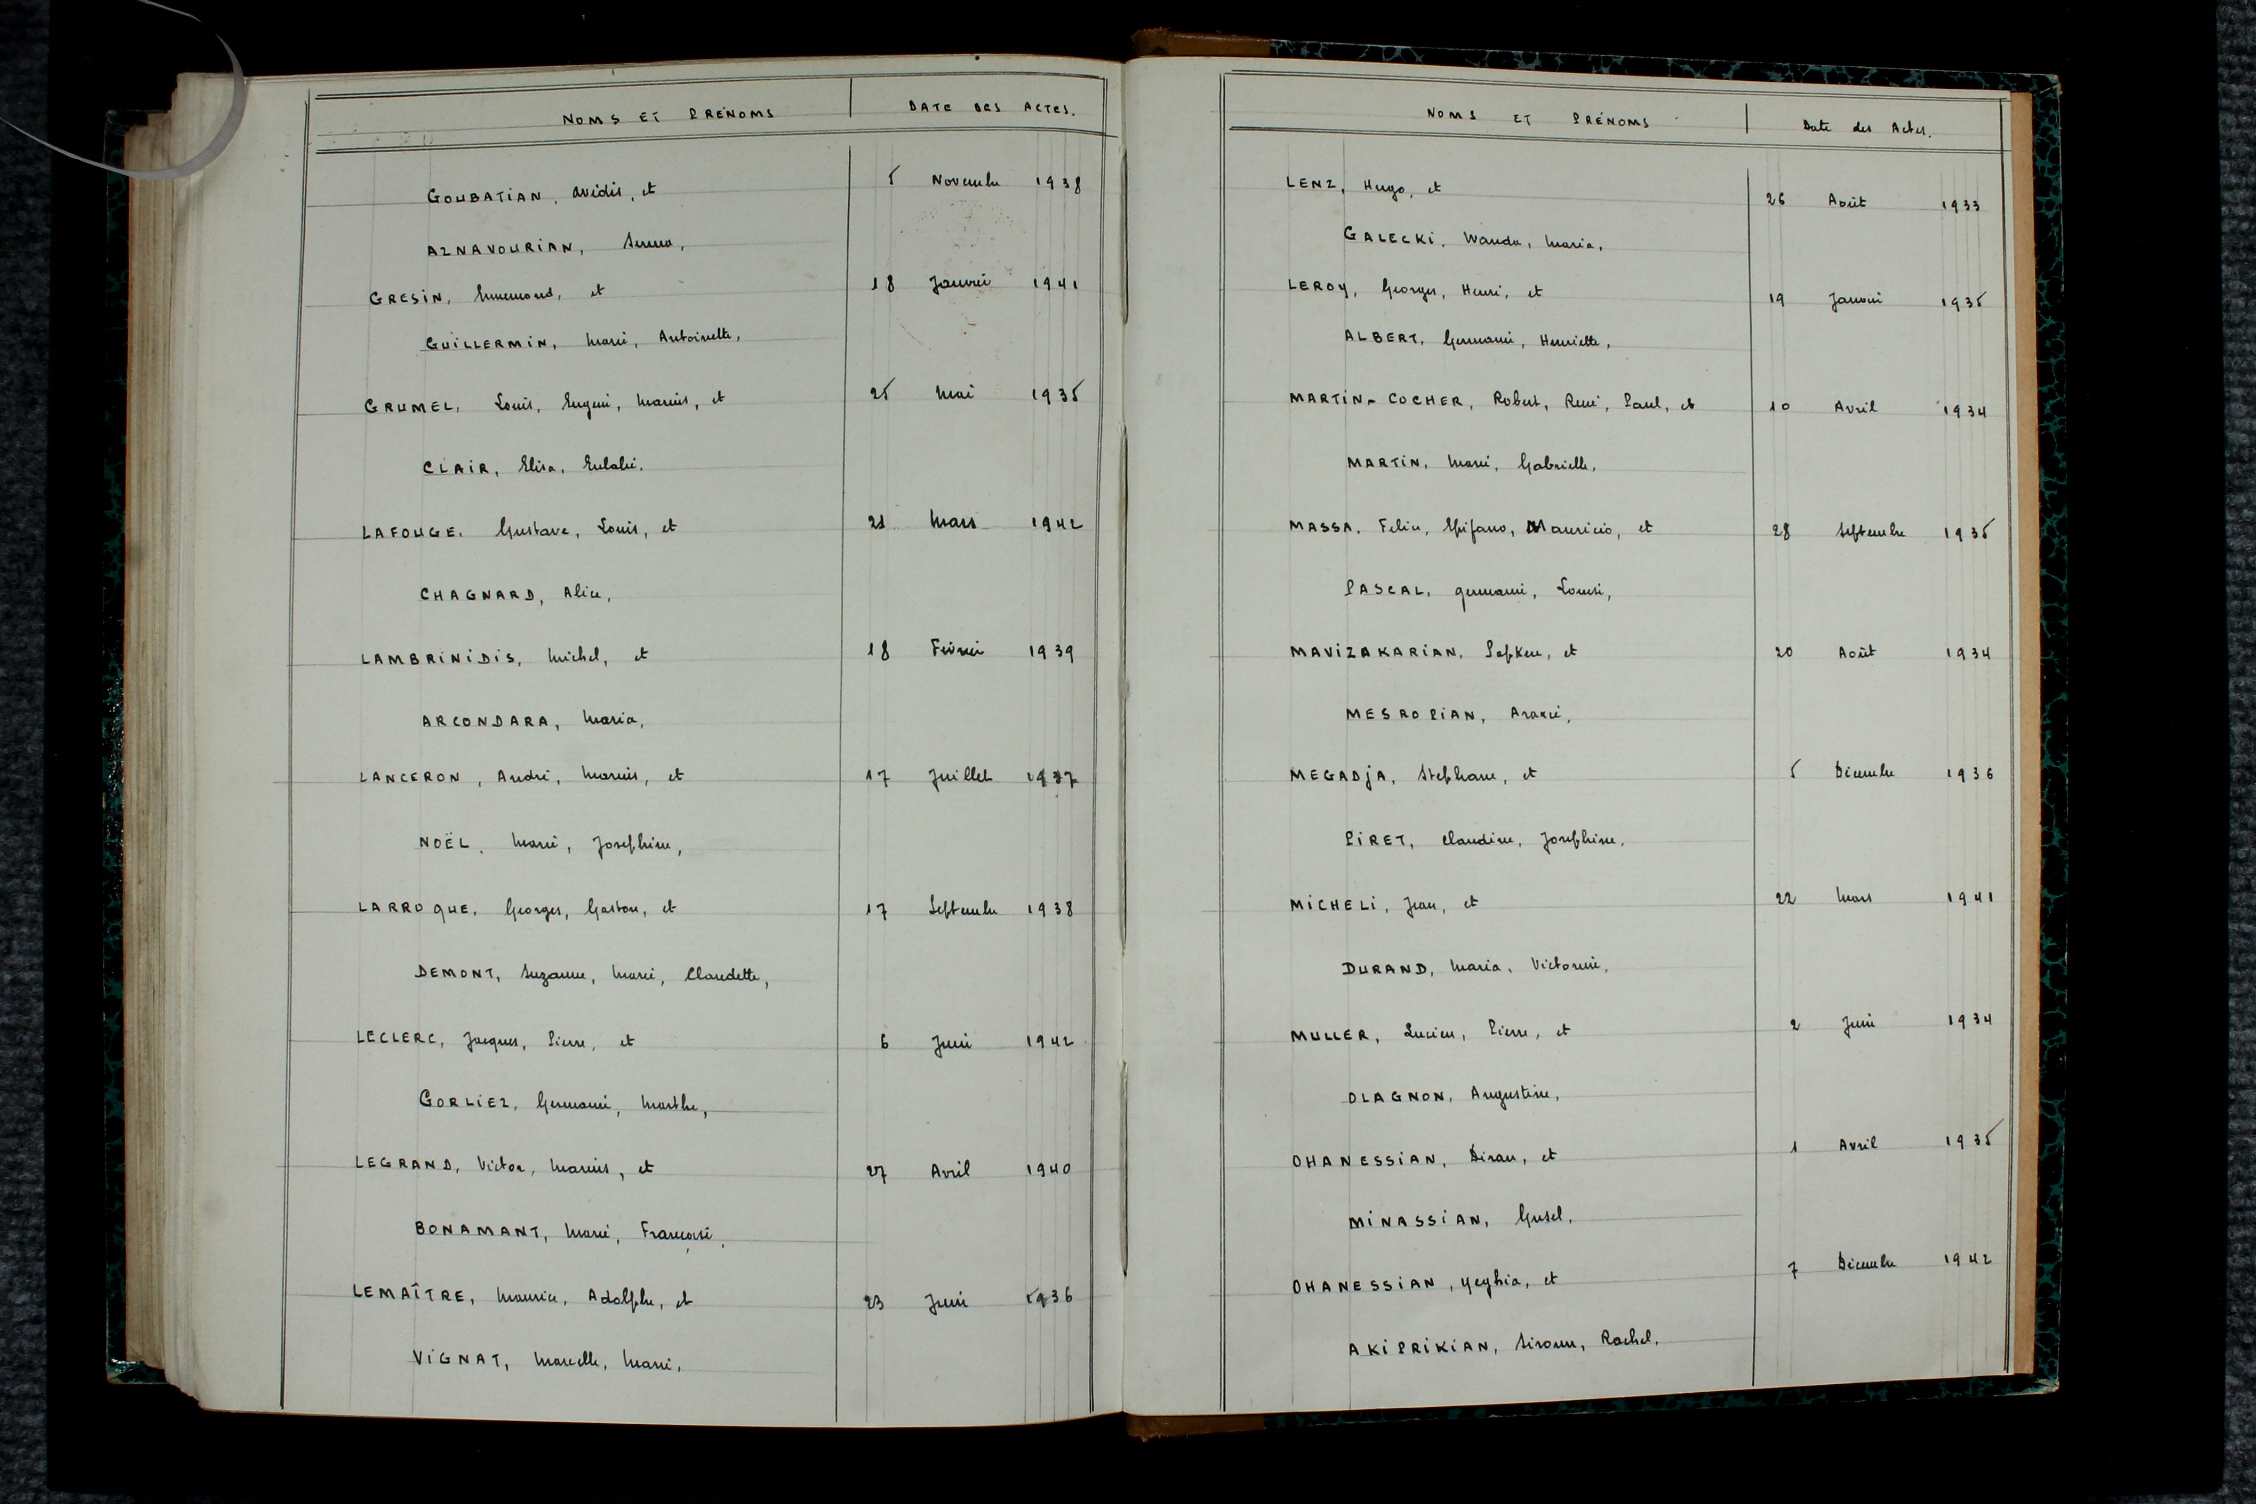 NOMS ET PRÉNOMS DATE DES ACTES.
GOUBATIAN, Avédis, et 5 Novembre 1938
AZNAVOURIAN,
GRESIN, Ennemond, et 18 Janvier 1941
GUILLERMIN, Marie, Antoinette,
GRUMEL, Louis, Eugène, Marius, et 25 Mai 1935
CLAIR, Elisa, Eulalie.
LAFOUGE, Gustave, Louis, et 21 Mars 1942
CHAGNARD, Alice,
LAMBRINIDIS, Michel, et 18 Février 1939
ARCONDARA, Maria,
LANCERON, André, Marius, et 17 Juillet 1937
NOËL, Marie, Joséphine,
LARROQUE, Georges, Gaston, et 17 Septembre 1938
DEMONT, Suzanne, Marie, Claudette,
LECLERC, Jacques, Pierre, et 6 Juin 1942
GORLIEZ, Germaine, Marthe,
LEGRAND, Victor, Marius, et 27 Avril 1940
BONAMANT, Marie, Françoise,
LEMAÎTRE, Maurice, Adolphe, et 23 Juin 1936
VIGNAT, Marcelle, Marie,
NOMS ET PRÉNOMS Date des Actes.
LENZ, Hugo, et 26 Août 1933
GALECKI, Wanda, Maria,
LEROY, Georges, Henri, et 19 Janvier 1935
ALBERT, Germaine, Henriette,
MARTIN-COCHER, Robert, René, Paul, et 10 Avril 1934
MARTIN, Marie, Gabrielle,
MASSA, Felice, Epifano, Mauricio, et 28 Septembre 1935
PASCAL, Germaine, Louise,
MAVIZAKARIAN, Papken, et 20 Août 1934
MESROPIAN, Araxie,
MEGADJA, Stephane, et 5 Décembre 1936
PIRET, Claudine, Joséphine,
MICHELI, Jean, et 22 Mars 1941
DURAND, Maria, Victorine,
MULLER, Lucien, Pierre, et 2 Juin 1934
OLAGNON, Augustine,
OHANESSIAN, Diran, et 1 Avril 1935
MINASSIAN, Gusel,
OHANESSIAN, Yeghia, et 7 Décembre 1942
AKIPRIKIAN, Siroun, Rachel,